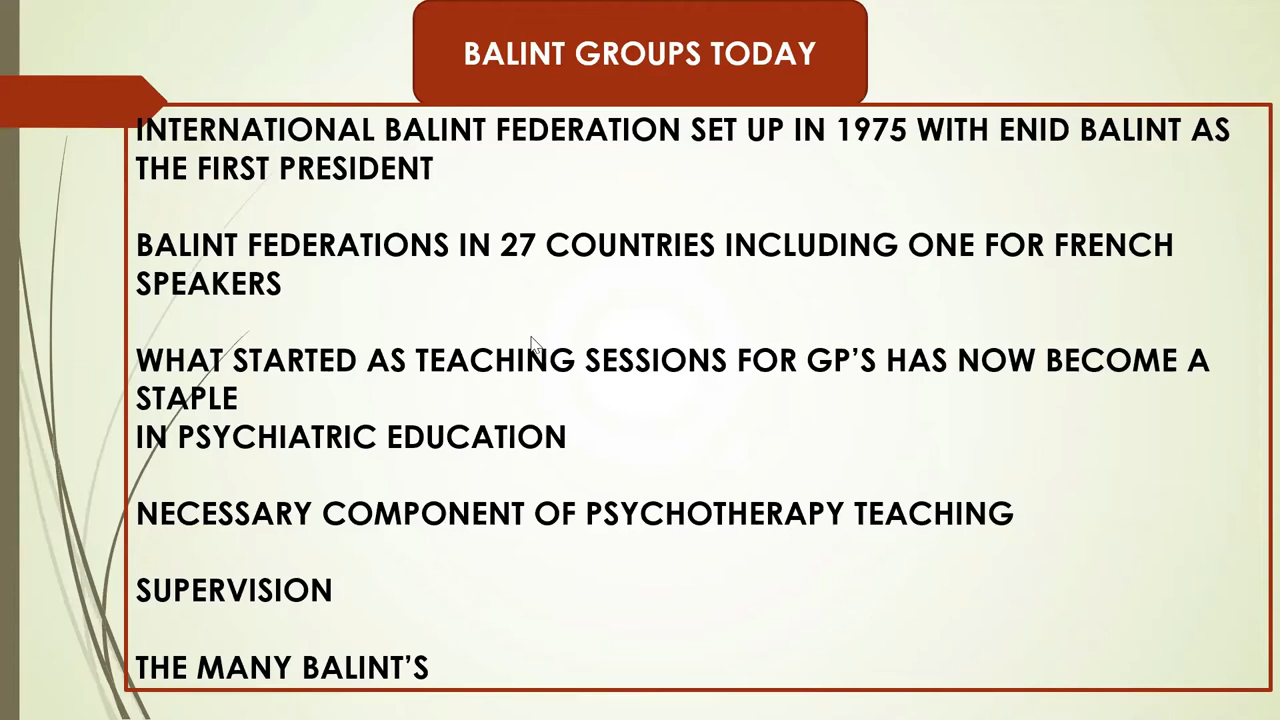 BALINT GROUPS TODAY
INTERNATIONAL BALINT FEDERATION SET UP IN 1975 WITH ENID BALINT AS
THE FIRST PRESIDENT
BALINT FEDERATIONS IN 27 COUNTRIES INCLUDING ONE FOR FRENCH
SPEAKERS
WHAT STARTED AS TEACHING SESSIONS FOR GP’S HAS NOW BECOME A
STAPLE
IN PSYCHIATRIC EDUCATION
NECESSARY COMPONENT OF PSYCHOTHERAPY TEACHING
SUPERVISION
THE MANY BALINT’S